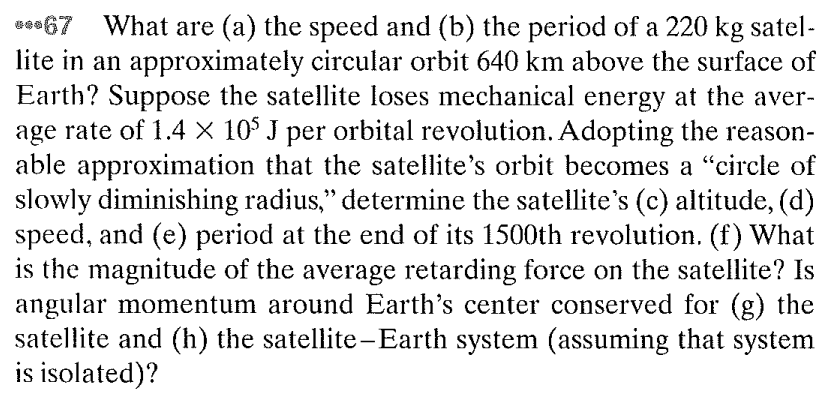 •••67 What are (a) the speed and (b) the period of a 220 kg satel-
lite in an approximately circular orbit 640 km above the surface of
Earth? Suppose the satellite loses mechanical energy at the aver-
age rate of 1.4 × 10⁵ J per orbital revolution. Adopting the reason-
able approximation that the satellite's orbit becomes a “circle of
slowly diminishing radius,” determine the satellite's (c) altitude, (d)
speed, and (e) period at the end of its 1500th revolution. (f) What
is the magnitude of the average retarding force on the satellite? Is
angular momentum around Earth's center conserved for (g) the
satellite and (h) the satellite–Earth system (assuming that system
is isolated)?